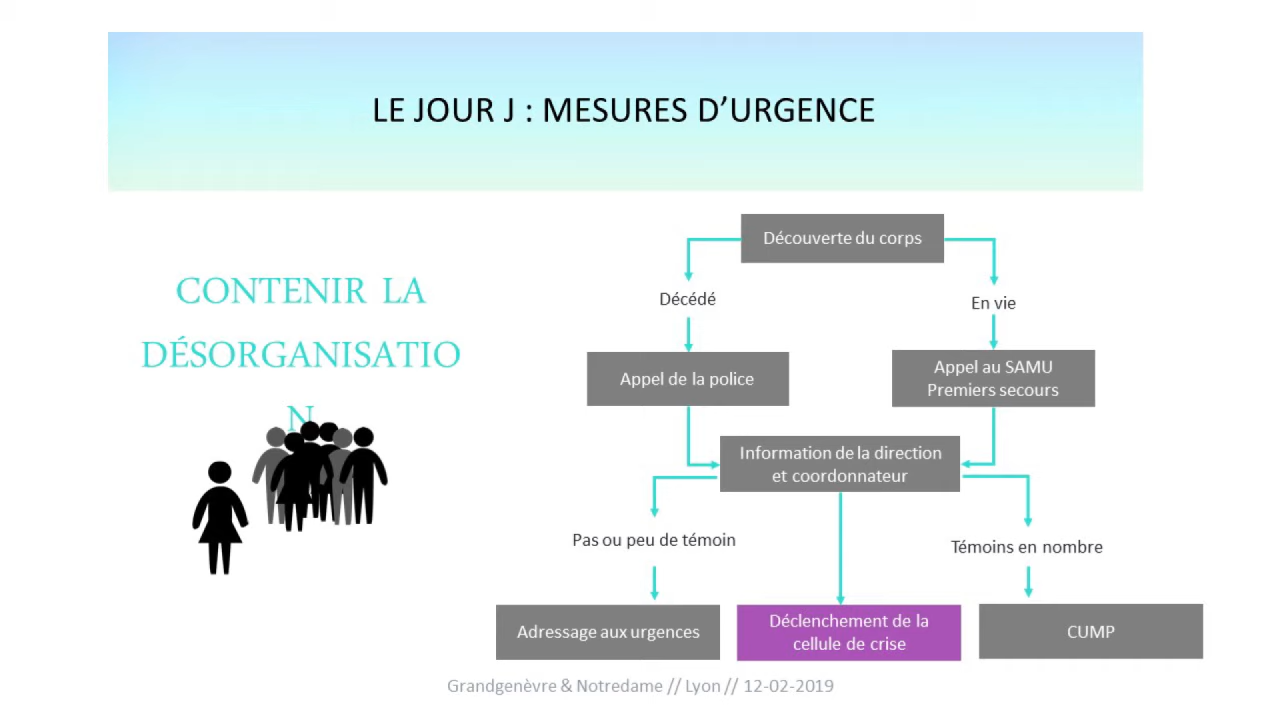 LE JOUR J : MESURES D’URGENCE
CONTENIR LA
DÉSORGANISATIO
N
Découverte du corps
Décédé
En vie
Appel de la police
Appel au SAMU
Premiers secours
Information de la direction
et coordonnateur
Pas ou peu de témoin
Témoins en nombre
Adressage aux urgences
Déclenchement de la
cellule de crise
CUMP
Grandgenèvre & Notredame // Lyon // 12-02-2019